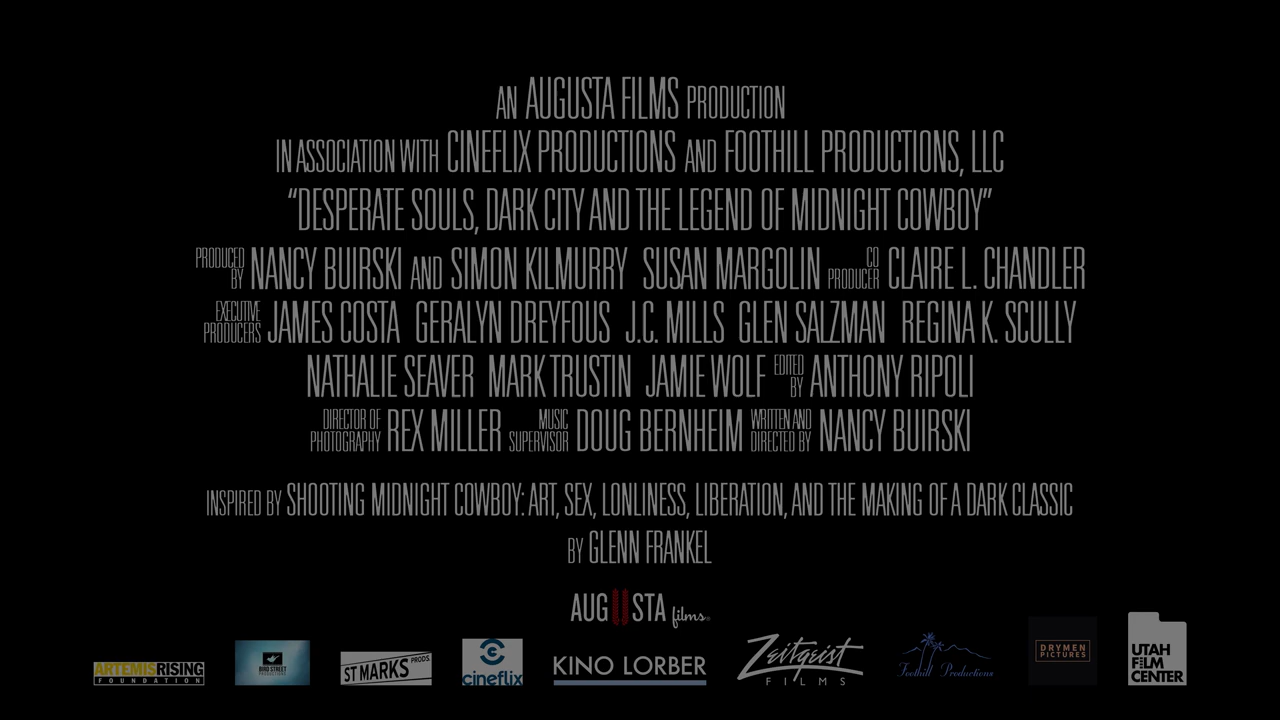 AN AUGUSTA FILMS PRODUCTION
IN ASSOCIATION WITH CINEFLIX PRODUCTIONS AND FOOTHILL PRODUCTIONS, LLC
“DESPERATE SOULS, DARK CITY AND THE LEGEND OF MIDNIGHT COWBOY”
PRODUCED BY NANCY BUIRSKI AND SIMON KILMURRY SUSAN MARGOLIN CO PRODUCER CLAIRE L. CHANDLER
EXECUTIVE PRODUCERS JAMES COSTA GERALYN DREYFOUS J.C. MILLS GLEN SALZMAN REGINA K. SCULLY
NATHALIE SEAVER MARK TRUSTIN JAMIE WOLF EDITED BY ANTHONY RIPOLI
DIRECTOR OF PHOTOGRAPHY REX MILLER MUSIC SUPERVISOR DOUG BERNHEIM WRITTEN AND DIRECTED BY NANCY BUIRSKI
INSPIRED BY SHOOTING MIDNIGHT COWBOY: ART, SEX, LONLINESS, LIBERATION, AND THE MAKING OF A DARK CLASSIC
BY GLENN FRANKEL
AUGUSTA films
ARTEMIS RISING
FOUNDATION
BIRD STREET
PRODUCTIONS
ST MARKS PRODS.
cineflix
KINO LORBER
Zeitgeist
FILMS
Foothill Productions
DRYMEN
PICTURES
UTAH
FILM
CENTER